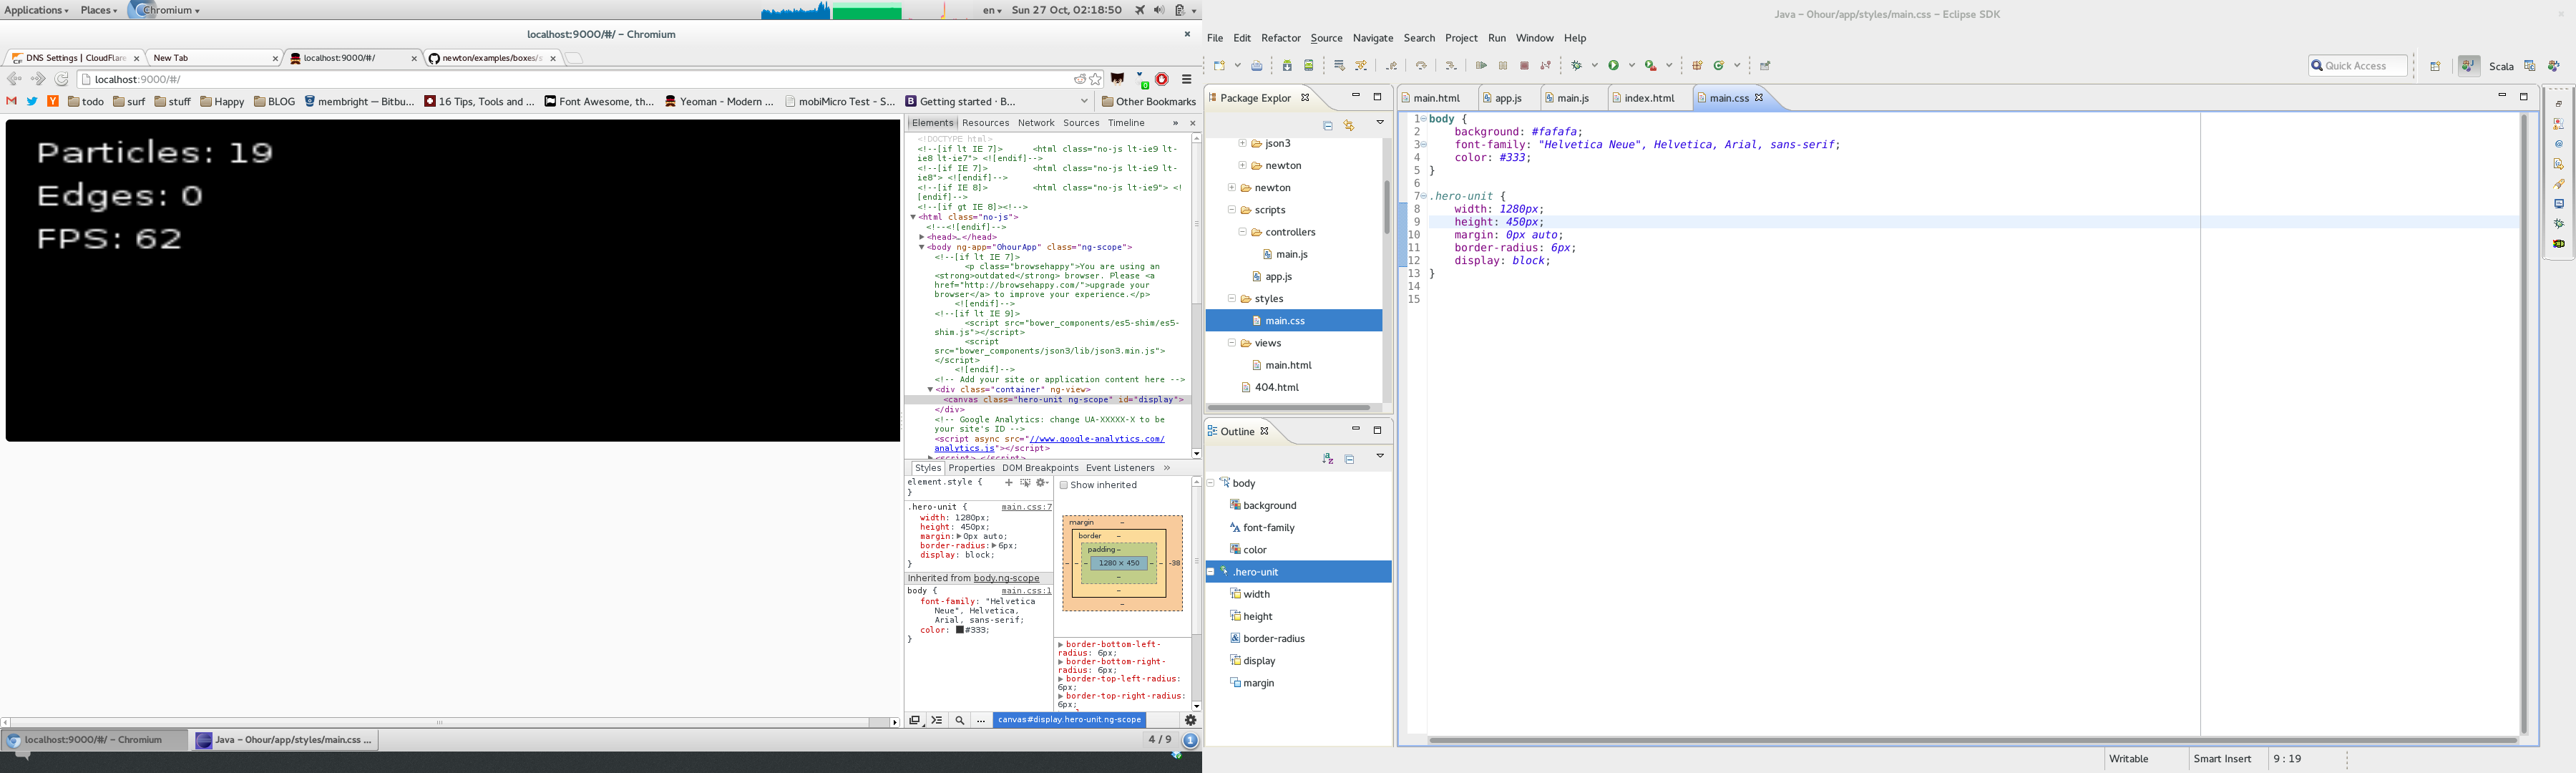 Applications Places Chromium en Sun 27 Oct, 02:18:50
localhost:9000/#/ – Chromium
DNS Settings | CloudFlare
New Tab
localhost:9000/#/
newton/examples/boxes/s
localhost:9000/#/
todo surf stuff Happy BLOG membright — Bitbu... 16 Tips, Tools and ... Font Awesome, th... Yeoman - Modern ... mobiMicro Test - S... Getting started · B... Other Bookmarks
Particles: 19
Edges: 0
FPS: 62
Elements Resources Network Sources Timeline »
<!DOCTYPE html>
<!--[if lt IE 7]> <html class="no-js lt-ie9 lt-
ie8 lt-ie7"> <![endif]-->
<!--[if IE 7]> <html class="no-js lt-ie9 lt-
ie8"> <![endif]-->
<!--[if IE 8]> <html class="no-js lt-ie9"> <!
[endif]-->
<!--[if gt IE 8]><!-->
<html class="no-js">
<!--<![endif]-->
<head>…</head>
<body ng-app="OhourApp" class="ng-scope">
<!--[if lt IE 7]>
<p class="browsehappy">You are using an
<strong>outdated</strong> browser. Please <a
href="http://browsehappy.com/">upgrade your
browser</a> to improve your experience.</p>
<![endif]-->
<!--[if lt IE 9]>
<script src="bower_components/es5-shim/es5-
shim.js"></script>
<script
src="bower_components/json3/lib/json3.min.js">
</script>
<![endif]-->
<!-- Add your site or application content here -->
<div class="container" ng-view>
<canvas class="hero-unit ng-scope" id="display">
</div>
<!-- Google Analytics: change UA-XXXXX-X to be
your site's ID -->
<script async src="//www.google-analytics.com/
analytics.js"></script>
<script>…</script>
Styles Properties DOM Breakpoints Event Listeners »
element.style {
}
.hero-unit { main.css:7
width: 1280px;
height: 450px;
margin: 0px auto;
border-radius: 6px;
display: block;
}
Inherited from body.ng-scope
body { main.css:1
font-family: "Helvetica
Neue", Helvetica,
Arial, sans-serif;
color: #333;
}
Show inherited
margin –
border –
padding –
– – – 1280 × 450 – – -38
–
–
–
border-bottom-left-
radius: 6px;
border-bottom-right-
radius: 6px;
border-top-left-radius:
6px;
border-top-right-radius:
6px;
... canvas#display.hero-unit.ng-scope
localhost:9000/#/ – Chromium
Java – Ohour/app/styles/main.css ...
4 / 9 1
Java – Ohour/app/styles/main.css – Eclipse SDK
File Edit Refactor Source Navigate Search Project Run Window Help
Quick Access Scala
Package Explor
json3
newton
newton
scripts
controllers
main.js
app.js
styles
main.css
views
main.html
404.html
Outline
body
background
font-family
color
.hero-unit
width
height
border-radius
display
margin
main.html app.js main.js index.html main.css
1 body {
2 background: #fafafa;
3 font-family: "Helvetica Neue", Helvetica, Arial, sans-serif;
4 color: #333;
5 }
6
7 .hero-unit {
8 width: 1280px;
9 height: 450px;
10 margin: 0px auto;
11 border-radius: 6px;
12 display: block;
13 }
14
15
Writable Smart Insert 9 : 19